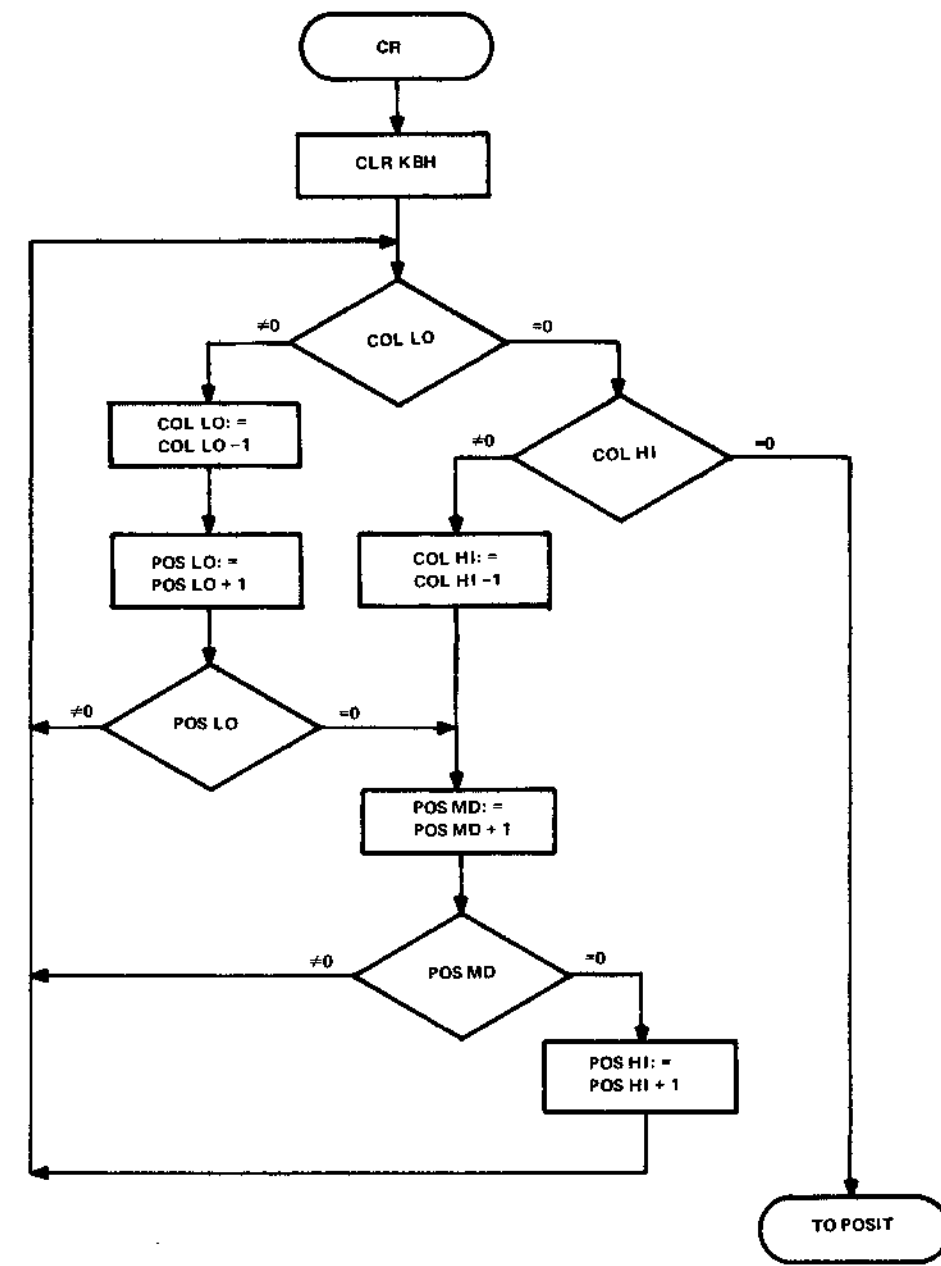 CR
CLR KBH
≠0
COL LO
=0
COL LO: =
COL LO –1
≠0
COL HI
=0
POS LO: =
POS LO + 1
COL HI: =
COL HI –1
≠0
POS LO
=0
POS MD: =
POS MD + 1
≠0
POS MD
=0
POS HI: =
POS HI + 1
TO POSIT